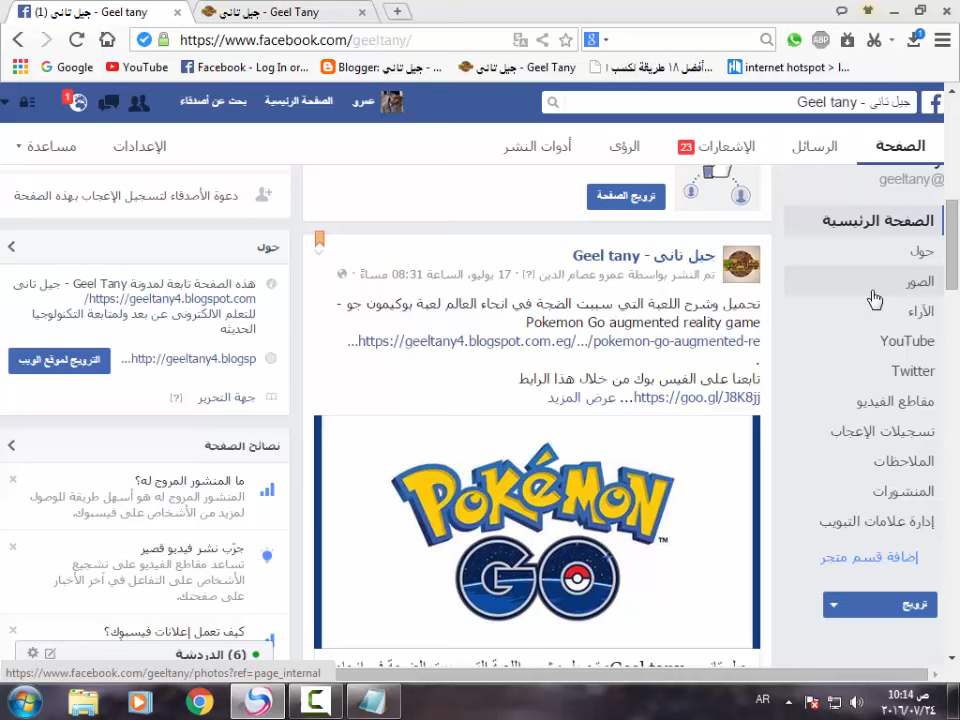 (1) جيل تانى - Geel tany
جيل تانى - Geel Tany
https://www.facebook.com/geeltany/
Google
YouTube
Facebook - Log In or...
Blogger: جيل تاني - ...
جيل تانى - Geel Tany
أفضل ١٨ طريقة لكسب ا...
internet hotspot > I...
Geel tany - جيل تانى
عمرو
الصفحة الرئيسية
بحث عن أصدقاء
1
الصفحة
الرسائل
الإشعارات 23
الرؤى
أدوات النشر
الإعدادات
مساعدة
@geeltany
الصفحة الرئيسية
حول
الصور
الآراء
YouTube
Twitter
مقاطع الفيديو
تسجيلات الإعجاب
الملاحظات
المنشورات
إدارة علامات التبويب
إضافة قسم متجر
ترويج
ترويج الصفحة
جيل تانى - Geel tany
تم النشر بواسطة عمرو عصام الدين [?] · 17 يوليو، الساعة 08:31 مساءً ·
تحميل وشرح اللعبة التي سببت الضجة في انحاء العالم لعبة بوكيمون جو -
Pokemon Go augmented reality game
https://geeltany4.blogspot.com.eg/.../pokemon-go-augmented-re...
.
تابعنا على الفيس بوك من خلال هذا الرابط
https://goo.gl/J8K8jj... عرض المزيد
POKéMON
TM
GO
دعوة الأصدقاء لتسجيل الإعجاب بهذه الصفحة
حول
هذه الصفحة تابعة لمدونة Geel Tany - جيل تانى
https://geeltany4.blogspot.com/
للتعلم الالكترونى عن بعد ولمتابعة التكنولوجيا
الحديثه
http://geeltany4.blogsp...
الترويج لموقع الويب
جهة التحرير [?]
نصائح الصفحة
ما المنشور المروج له؟
المنشور المروج له هو أسهل طريقة للوصول
لمزيد من الأشخاص على فيسبوك.
جرّب نشر فيديو قصير
تساعد مقاطع الفيديو على تشجيع
الأشخاص على التفاعل في آخر الأخبار
على صفحتك.
كيف تعمل إعلانات فيسبوك؟
الدردشة (6)
https://www.facebook.com/geeltany/photos?ref=page_internal
AR
10:14 ص
٢٠١٦/٠٧/٢٤